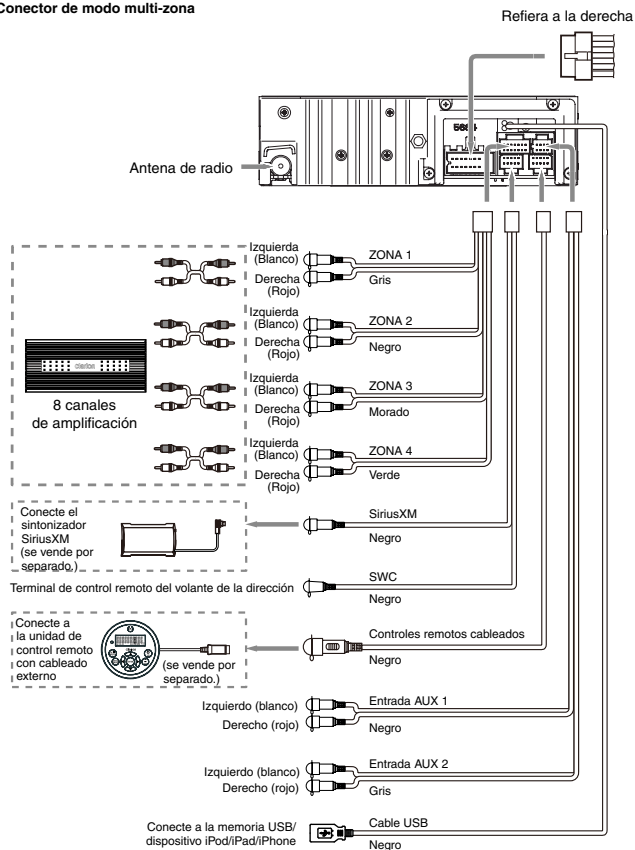 Conector de modo multi-zona
Refiera a la derecha
5684
Antena de radio
Izquierda
(Blanco)
ZONA 1
Derecha
(Rojo)
Gris
Izquierda
(Blanco)
ZONA 2
Derecha
(Rojo)
Negro
clarion
8 canales
de amplificación
Izquierda
(Blanco)
ZONA 3
Derecha
(Rojo)
Morado
Izquierda
(Blanco)
ZONA 4
Derecha
(Rojo)
Verde
Conecte el
sintonizador
SiriusXM
(se vende por
separado.)
SiriusXM
Negro
Terminal de control remoto del volante de la dirección
SWC
Negro
Conecte a
la unidad de
control remoto
con cableado
externo
(se vende por
separado.)
Controles remotos cableados
Negro
Izquierdo (blanco)
Entrada AUX 1
Derecho (rojo)
Negro
Izquierdo (blanco)
Entrada AUX 2
Derecho (rojo)
Gris
Conecte a la memoria USB/
dispositivo iPod/iPad/iPhone
Cable USB
Negro